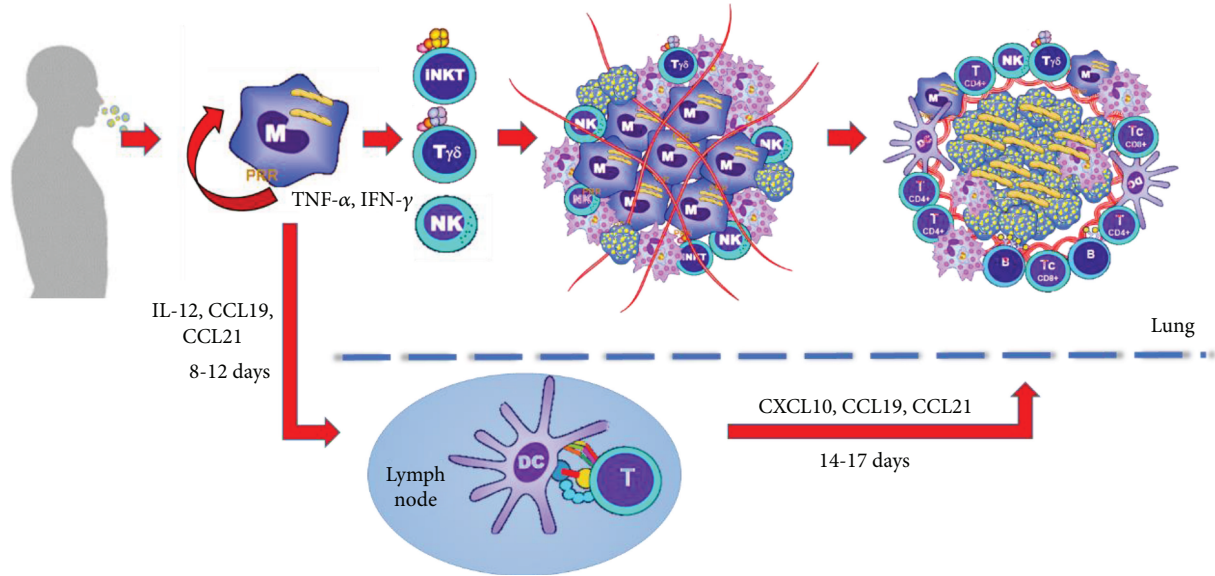 M
PRR
TNF-α, IFN-γ
iNKT
Tγδ
NK
Tγδ
NK
M
M
M
M
M
M
M
NK
NK
NK
iNKT
M
T
CD4+
NK
Tγδ
M
Tc
CD8+
DC
DC
T
CD4+
T
CD4+
T
CD4+
B
Tc
CD8+
B
IL-12, CCL19,
CCL21
8-12 days
Lung
Lymph
node
DC
T
CXCL10, CCL19, CCL21
14-17 days